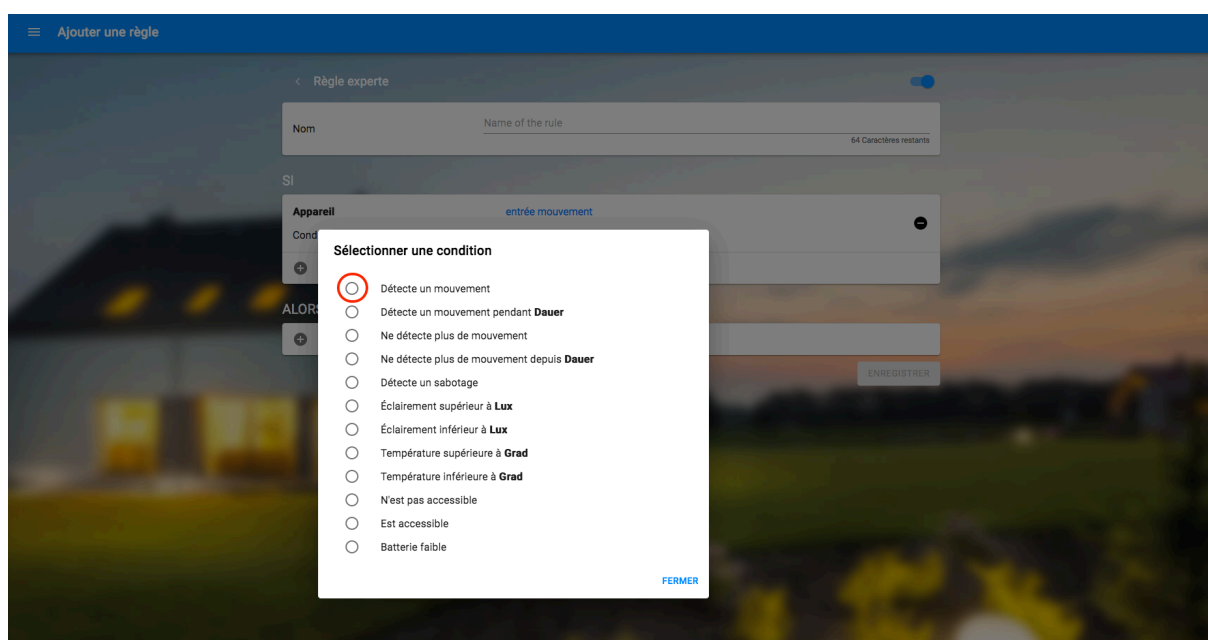 Ajouter une règle
Règle experte
Nom
Name of the rule
64 Caractères restants
SI
Appareil
entrée mouvement
Cond
Sélectionner une condition
Détecte un mouvement
Détecte un mouvement pendant Dauer
Ne détecte plus de mouvement
Ne détecte plus de mouvement depuis Dauer
Détecte un sabotage
Éclairement supérieur à Lux
Éclairement inférieur à Lux
Température supérieure à Grad
Température inférieure à Grad
N'est pas accessible
Est accessible
Batterie faible
FERMER
ALORS
ENREGISTRER